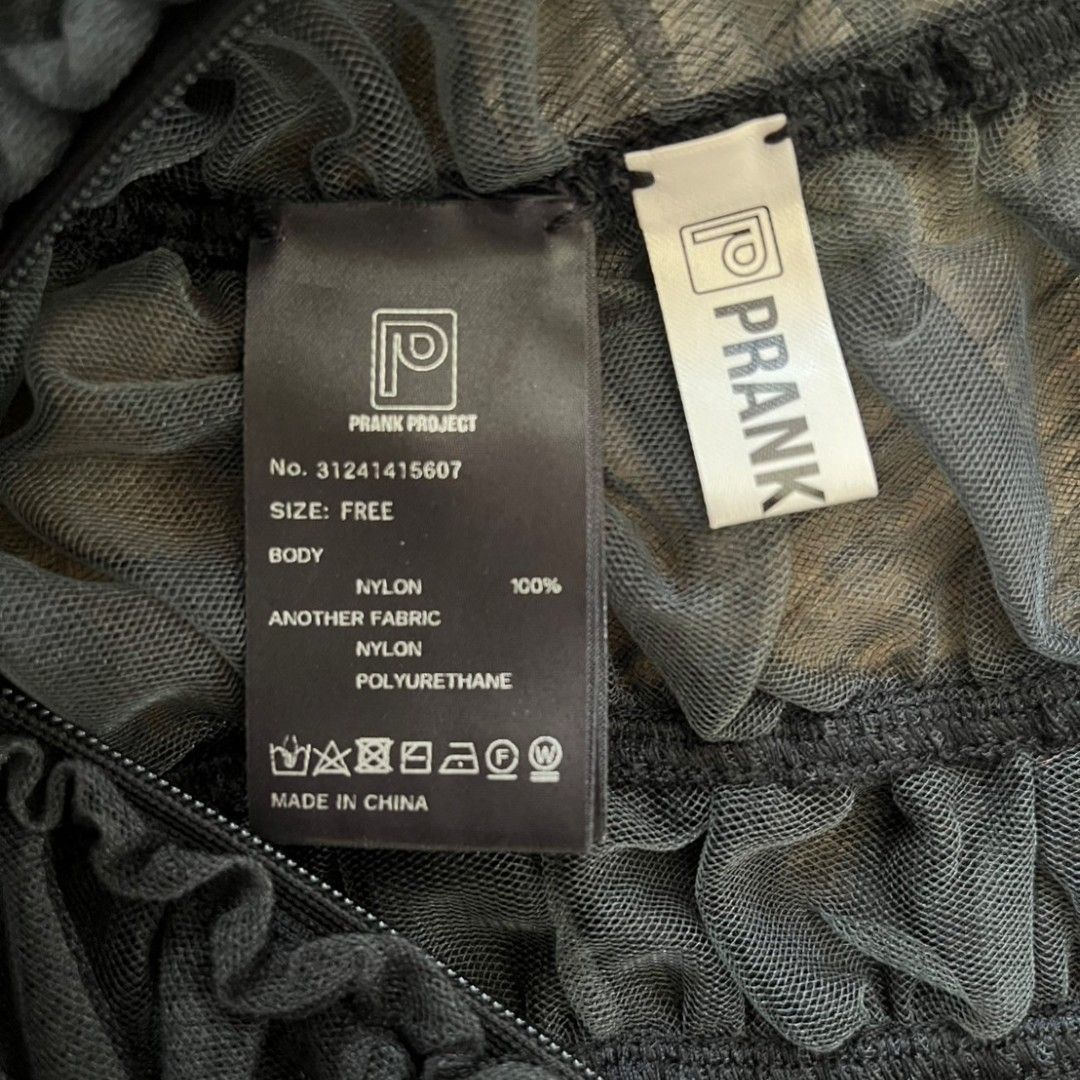 P
PRANK PROJECT
No. 31241415607
SIZE: FREE
BODY
NYLON 100%
ANOTHER FABRIC
NYLON
POLYURETHANE
F W
MADE IN CHINA
P PRANK